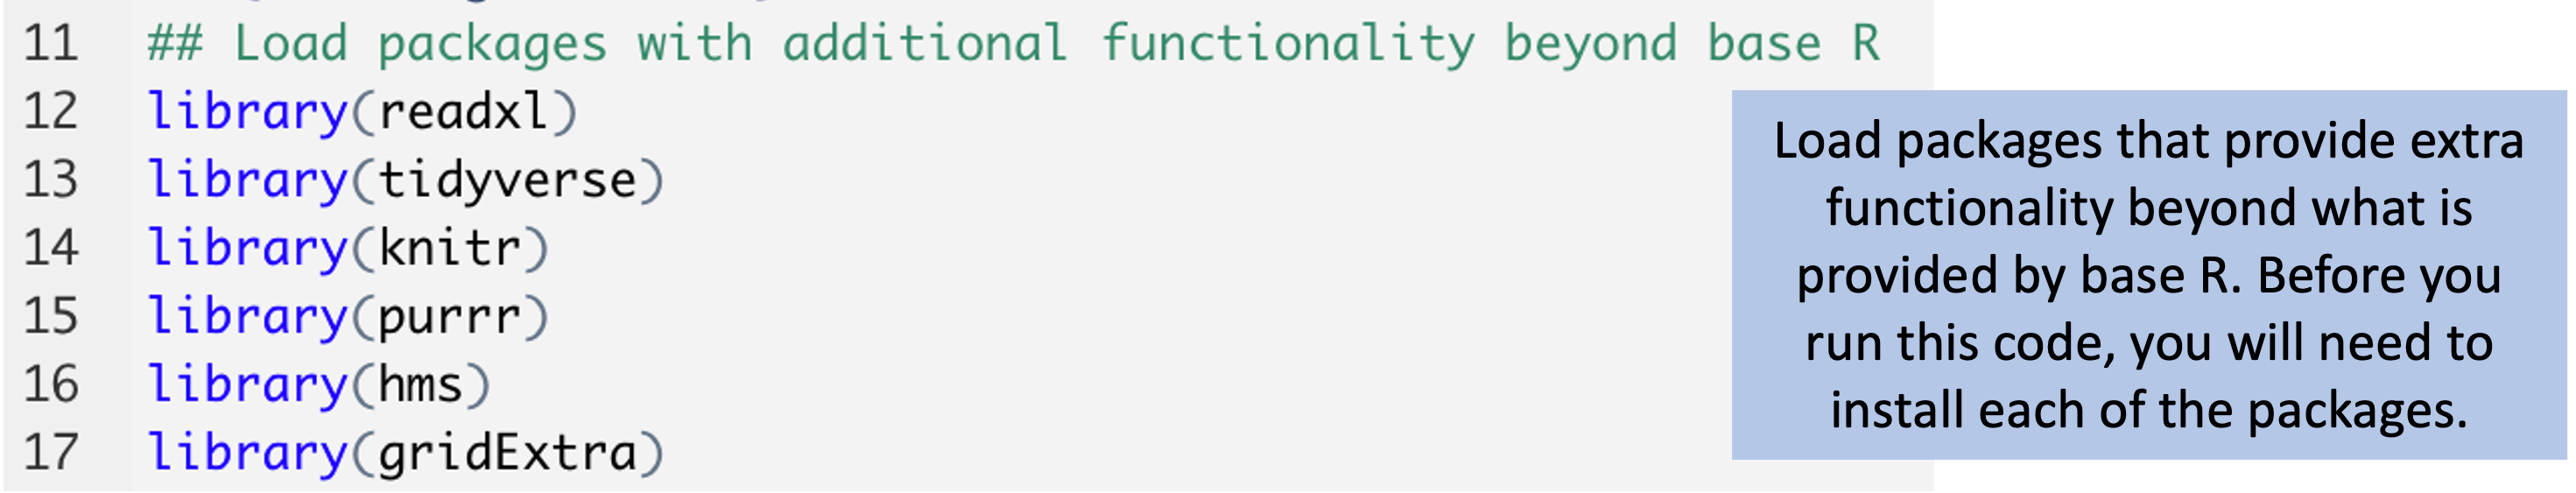 11 ## Load packages with additional functionality beyond base R
12 library(readxl)
13 library(tidyverse)
14 library(knitr)
15 library(purrr)
16 library(hms)
17 library(gridExtra)
Load packages that provide extra
functionality beyond what is
provided by base R. Before you
run this code, you will need to
install each of the packages.